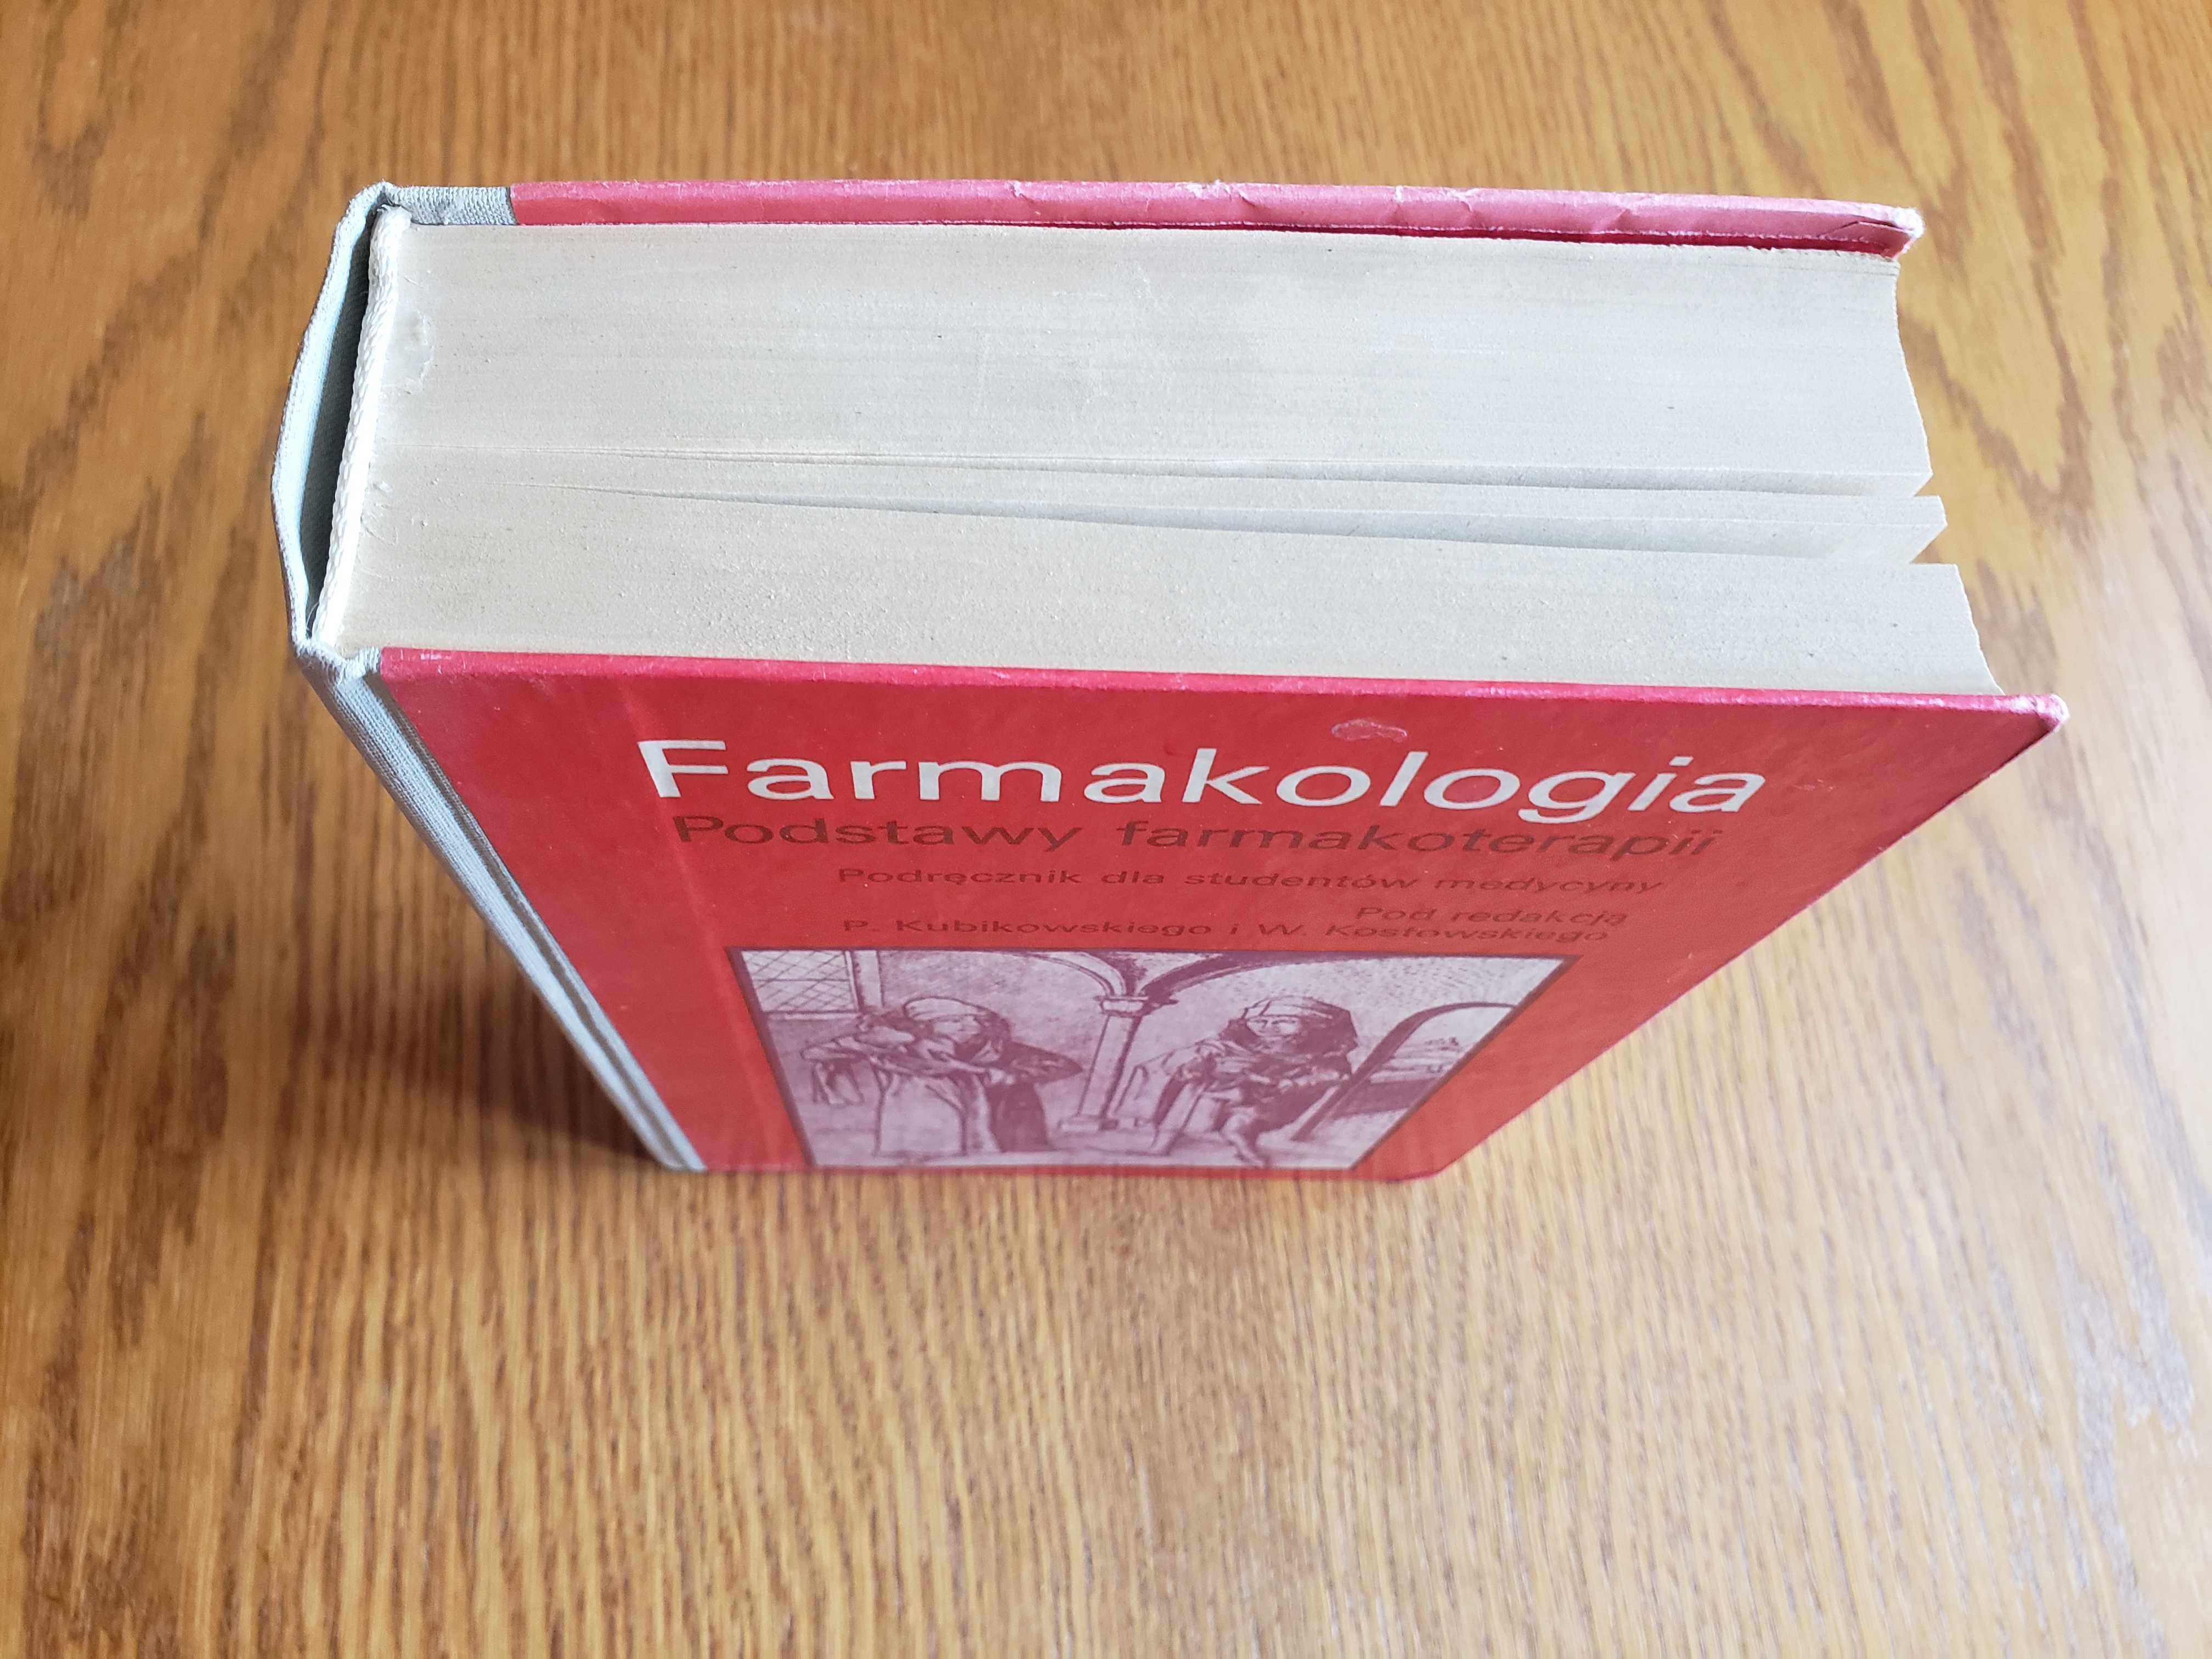 Farmakologia
Podstawy farmakoterapii
Podręcznik dla studentów medycyny
Pod redakcją
P. Kubikowskiego i W. Kostowskiego